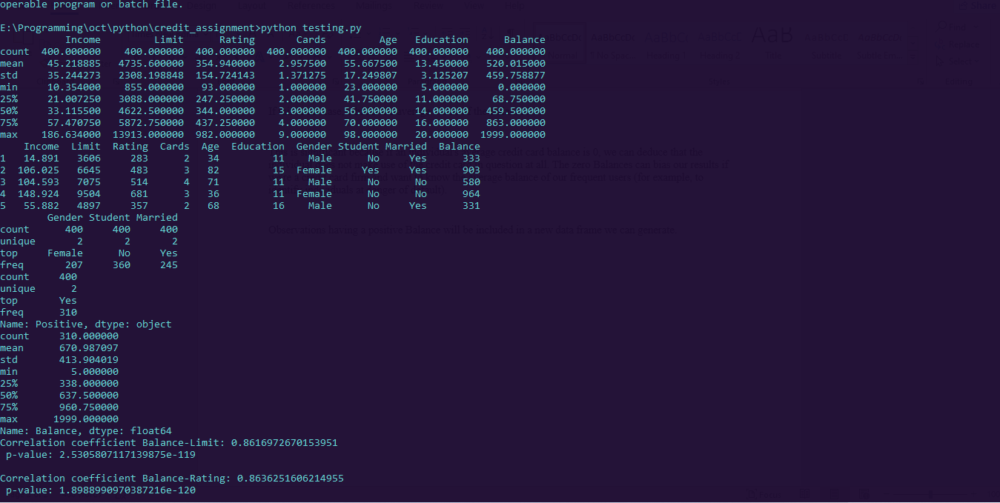 operable program or batch file.
E:\Programming\oct\python\credit_assignment>python testing.py
Income Limit Rating Cards Age Education Balance
count 400.000000 400.000000 400.000000 400.000000 400.000000 400.000000 400.000000
mean 45.218885 4735.600000 354.940000 2.957500 55.667500 13.450000 520.015000
std 35.244273 2308.198848 154.724143 1.371275 17.249807 3.125207 459.758877
min 10.354000 855.000000 93.000000 1.000000 23.000000 5.000000 0.000000
25% 21.007250 3088.000000 247.250000 2.000000 41.750000 11.000000 68.750000
50% 33.115500 4622.500000 344.000000 3.000000 56.000000 14.000000 459.500000
75% 57.470750 5872.750000 437.250000 4.000000 70.000000 16.000000 863.000000
max 186.634000 13913.000000 982.000000 9.000000 98.000000 20.000000 1999.000000
Income Limit Rating Cards Age Education Gender Student Married Balance
1 14.891 3606 283 2 34 11 Male No Yes 333
2 106.025 6645 483 3 82 15 Female Yes Yes 903
3 104.593 7075 514 4 71 11 Male No No 580
4 148.924 9504 681 3 36 11 Female No No 964
5 55.882 4897 357 2 68 16 Male No Yes 331
Gender Student Married
count 400 400 400
unique 2 2 2
top Female No Yes
freq 207 360 245
count 400
unique 2
top Yes
freq 310
Name: Positive, dtype: object
count 310.000000
mean 670.987097
std 413.904019
min 5.000000
25% 338.000000
50% 637.500000
75% 960.750000
max 1999.000000
Name: Balance, dtype: float64
Correlation coefficient Balance-Limit: 0.8616972670153951
p-value: 2.5305807117139875e-119
Correlation coefficient Balance-Rating: 0.8636251606214955
p-value: 1.8988990970387216e-120
Observations having a positive Balance will be included in a new data frame we can generate